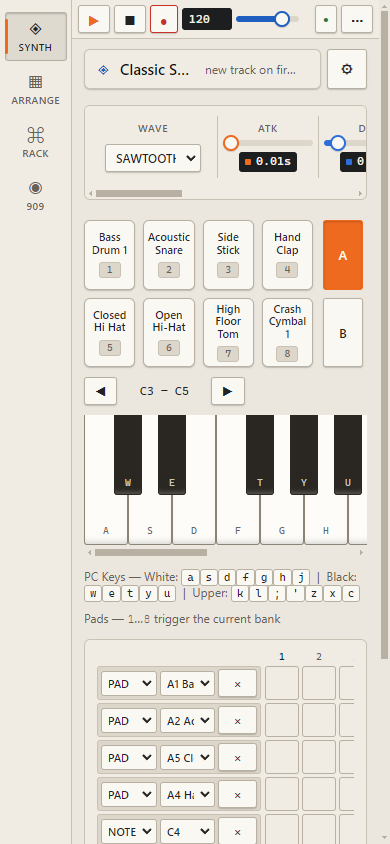 120
...
SYNTH
ARRANGE
RACK
909
Classic S... new track on fir...
WAVE ATK D
SAWTOOTH
0.01s 0
Bass Drum 1 1
Acoustic Snare 2
Side Stick 3
Hand Clap 4
A
Closed Hi Hat 5
Open Hi-Hat 6
High Floor Tom 7
Crash Cymbal 1 8
B
C3 – C5
W E T Y U
A S D F G H
PC Keys — White: a s d f g h j | Black:
w e t y u | Upper: k l ; ' z x c
Pads — 1…8 trigger the current bank
1 2
PAD A1 Ba ×
PAD A2 Ac ×
PAD A5 Cl ×
PAD A4 Ha ×
NOTE C4 ×